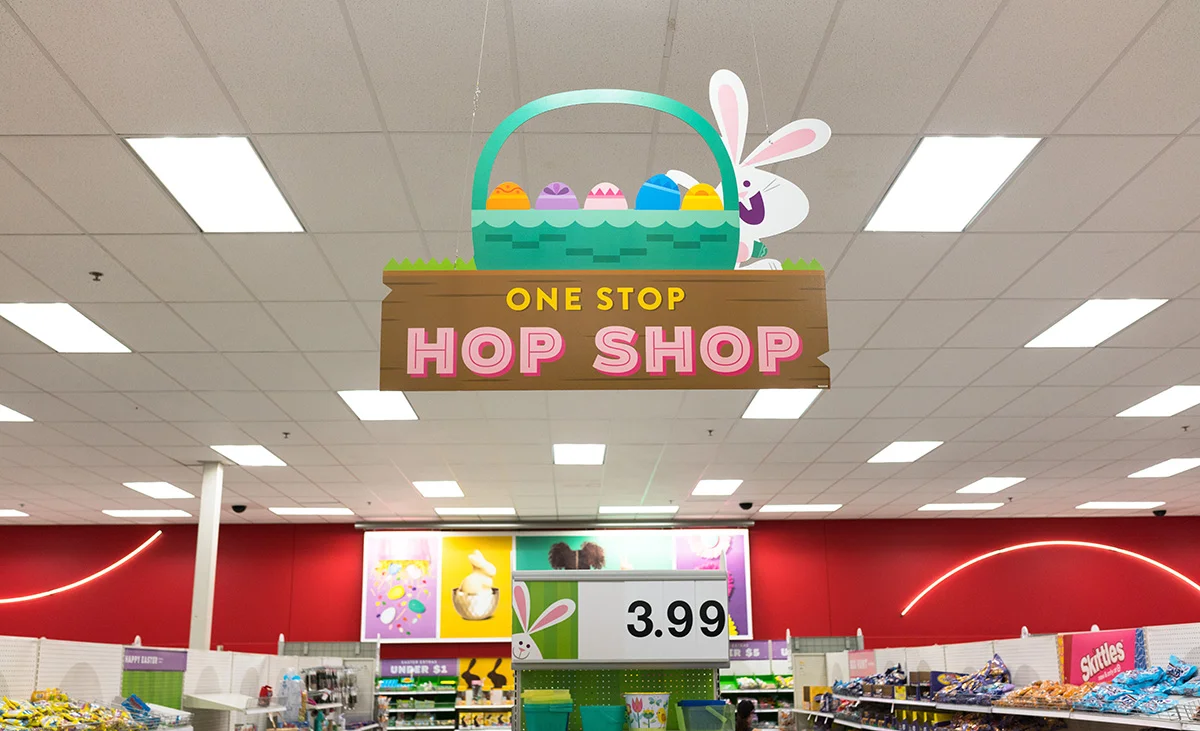 ONE STOP
HOP SHOP
3.99
HAPPY EASTER
UNDER $1
$5
Skittles